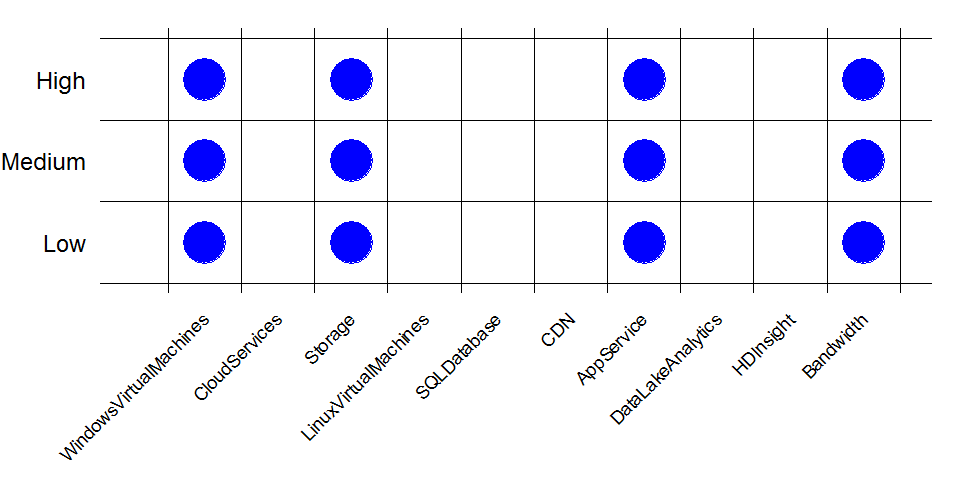 High
Medium
Low
WindowsVirtualMachines
CloudServices
Storage
LinuxVirtualMachines
SQLDatabase
CDN
AppService
DataLakeAnalytics
HDInsight
Bandwidth